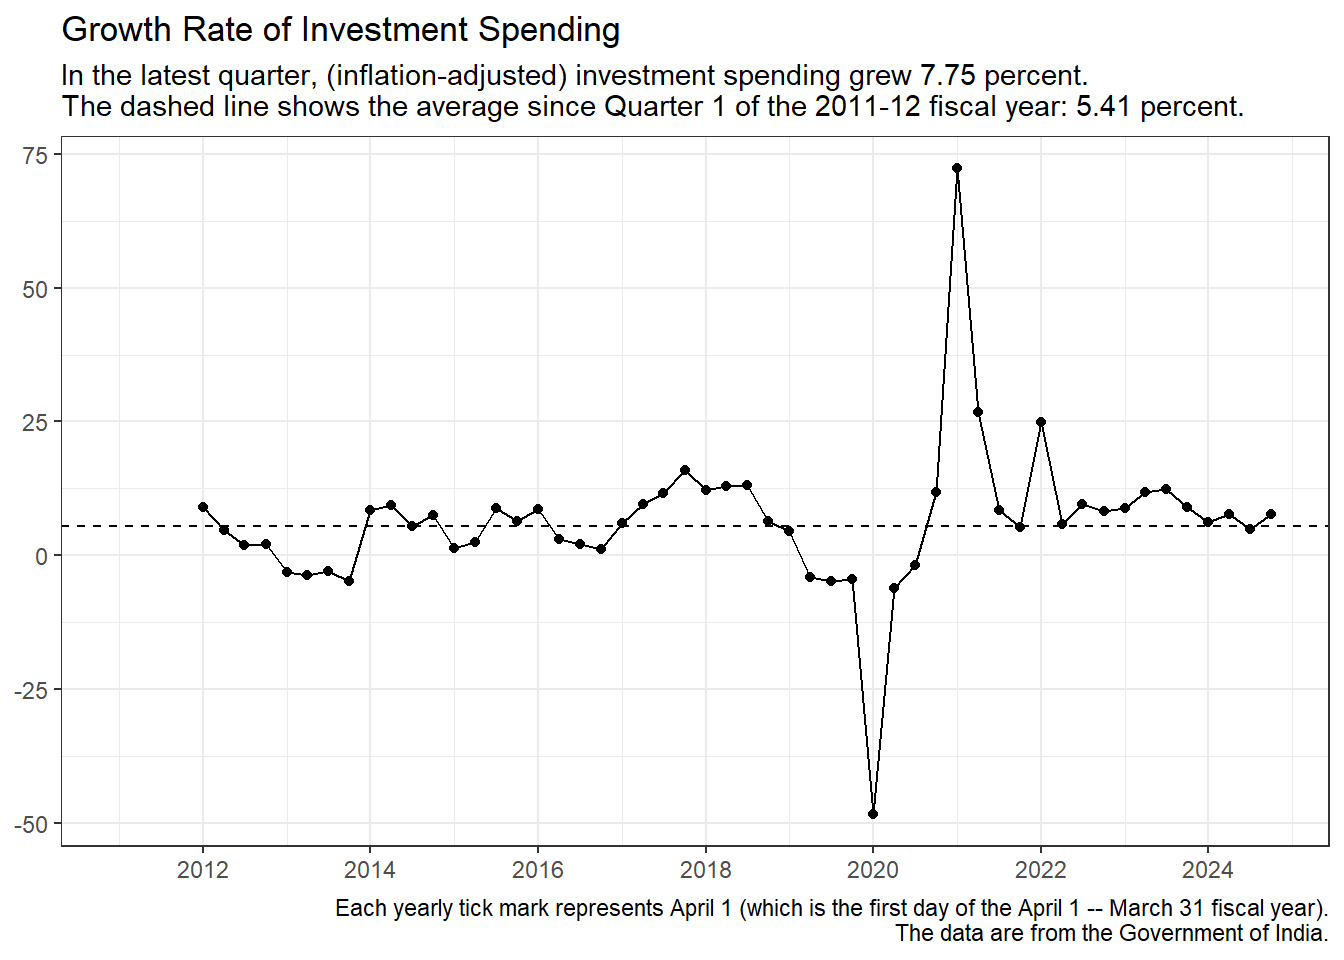 Growth Rate of Investment Spending
In the latest quarter, (inflation-adjusted) investment spending grew 7.75 percent.
The dashed line shows the average since Quarter 1 of the 2011-12 fiscal year: 5.41 percent.
75
50
25
0
-25
-50
2012 2014 2016 2018 2020 2022 2024
Each yearly tick mark represents April 1 (which is the first day of the April 1 -- March 31 fiscal year).
The data are from the Government of India.